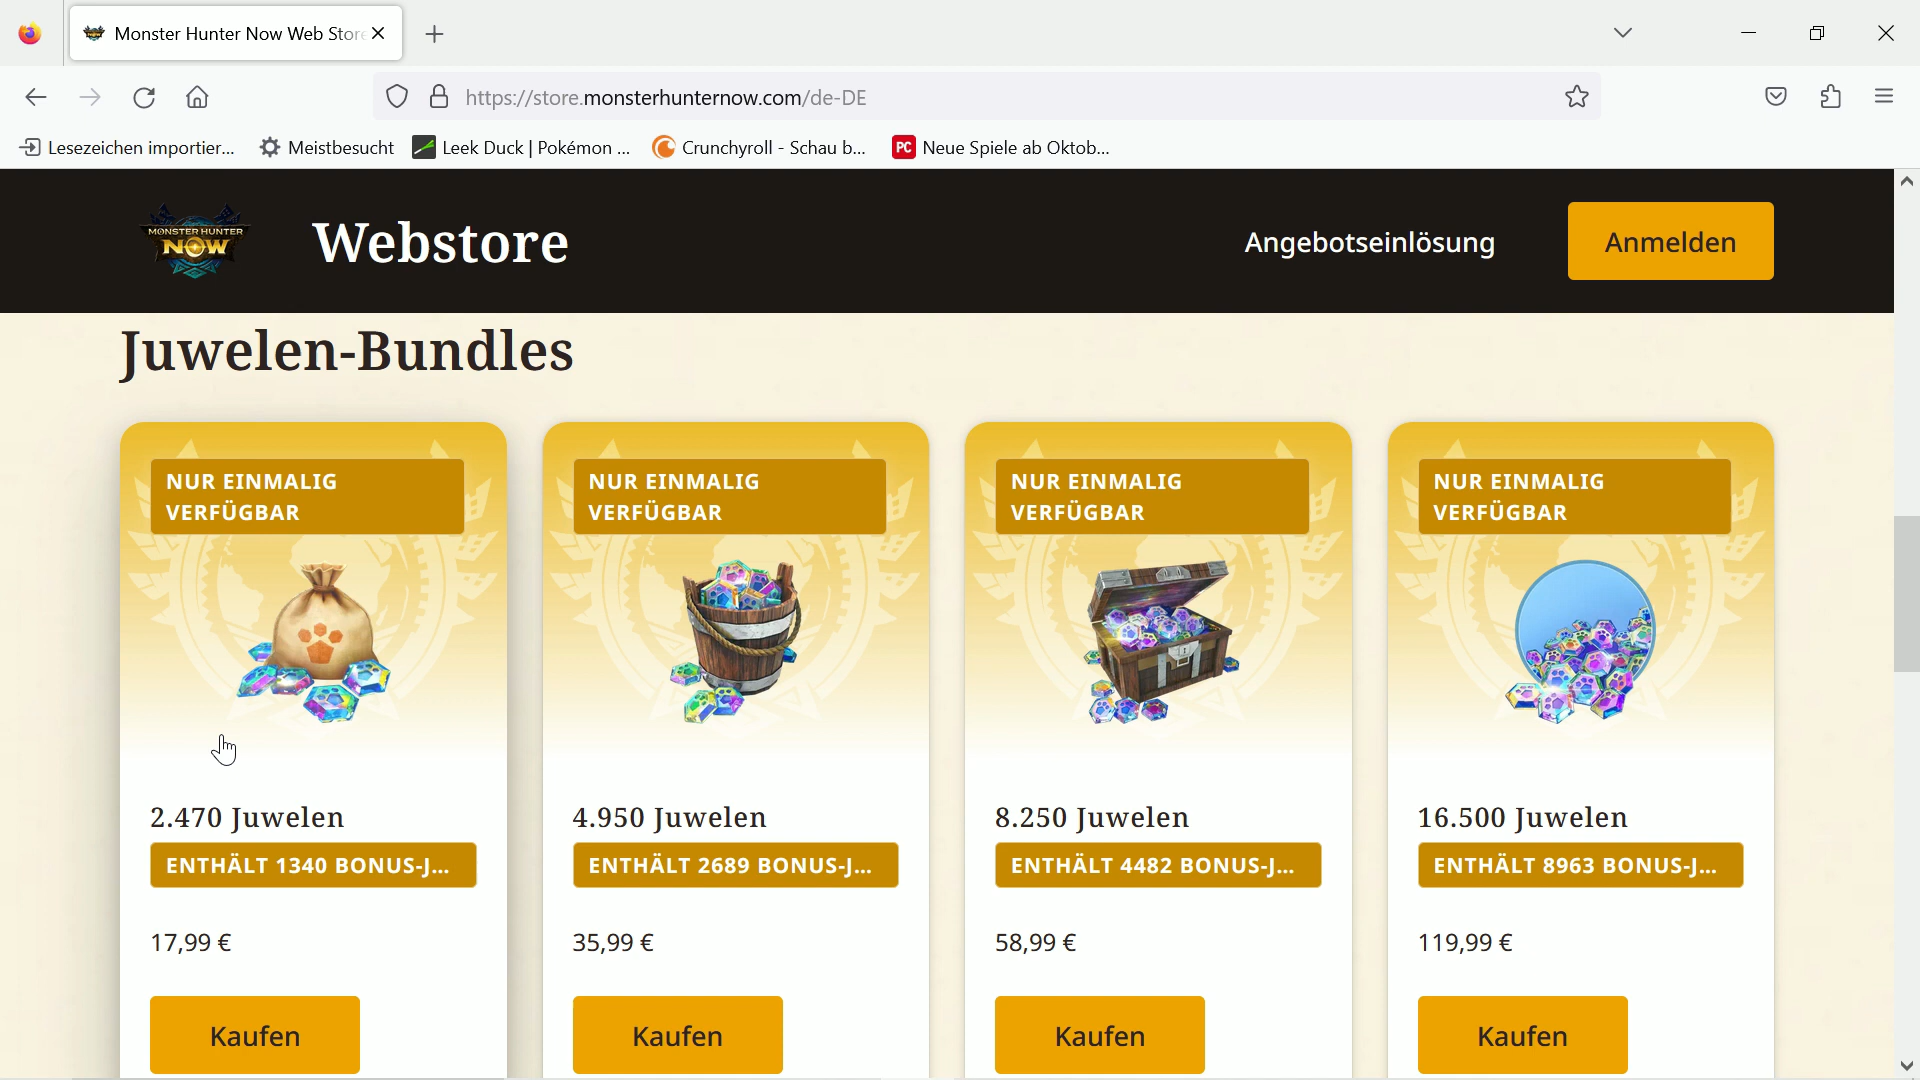 Monster Hunter Now Web Store
https://store.monsterhunternow.com/de-DE
Lesezeichen importier...
Meistbesucht
Leek Duck | Pokémon ...
Crunchyroll - Schau b...
PC
Neue Spiele ab Oktob...
MONSTER HUNTER
NOW
Webstore
Angebotseinlösung
Anmelden
Juwelen-Bundles
NUR EINMALIG
VERFÜGBAR
2.470 Juwelen
ENTHÄLT 1340 BONUS-J...
17,99 €
Kaufen
NUR EINMALIG
VERFÜGBAR
4.950 Juwelen
ENTHÄLT 2689 BONUS-J...
35,99 €
Kaufen
NUR EINMALIG
VERFÜGBAR
8.250 Juwelen
ENTHÄLT 4482 BONUS-J...
58,99 €
Kaufen
NUR EINMALIG
VERFÜGBAR
16.500 Juwelen
ENTHÄLT 8963 BONUS-J...
119,99 €
Kaufen